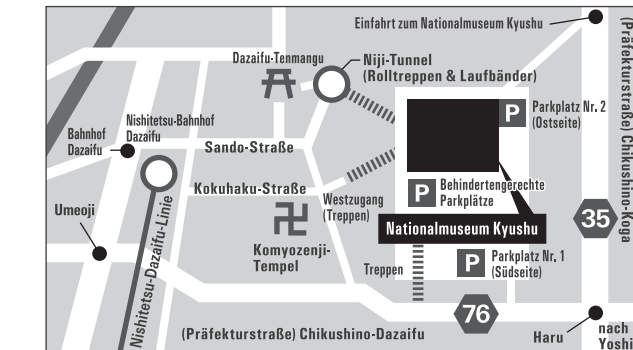 Einfahrt zum Nationalmuseum Kyushu
(Präfekturstraße) Chikushino-Koga
Dazaifu-Tenmangu
Niji-Tunnel
(Rolltreppen & Laufbänder)
P
Parkplatz Nr. 2
(Ostseite)
Nishitetsu-Bahnhof
Dazaifu
Bahnhof
Dazaifu
Sando-Straße
Kokuhaku-Straße
Westzugang
(Treppen)
P
Behindertengerechte
Parkplätze
35
Umeoji
Komyozenji-
Tempel
Nationalmuseum Kyushu
Treppen
P
Parkplatz Nr. 1
(Südseite)
Nishitetsu-Dazaifu-Linie
76
(Präfekturstraße) Chikushino-Dazaifu
Haru
nach
Yoshi